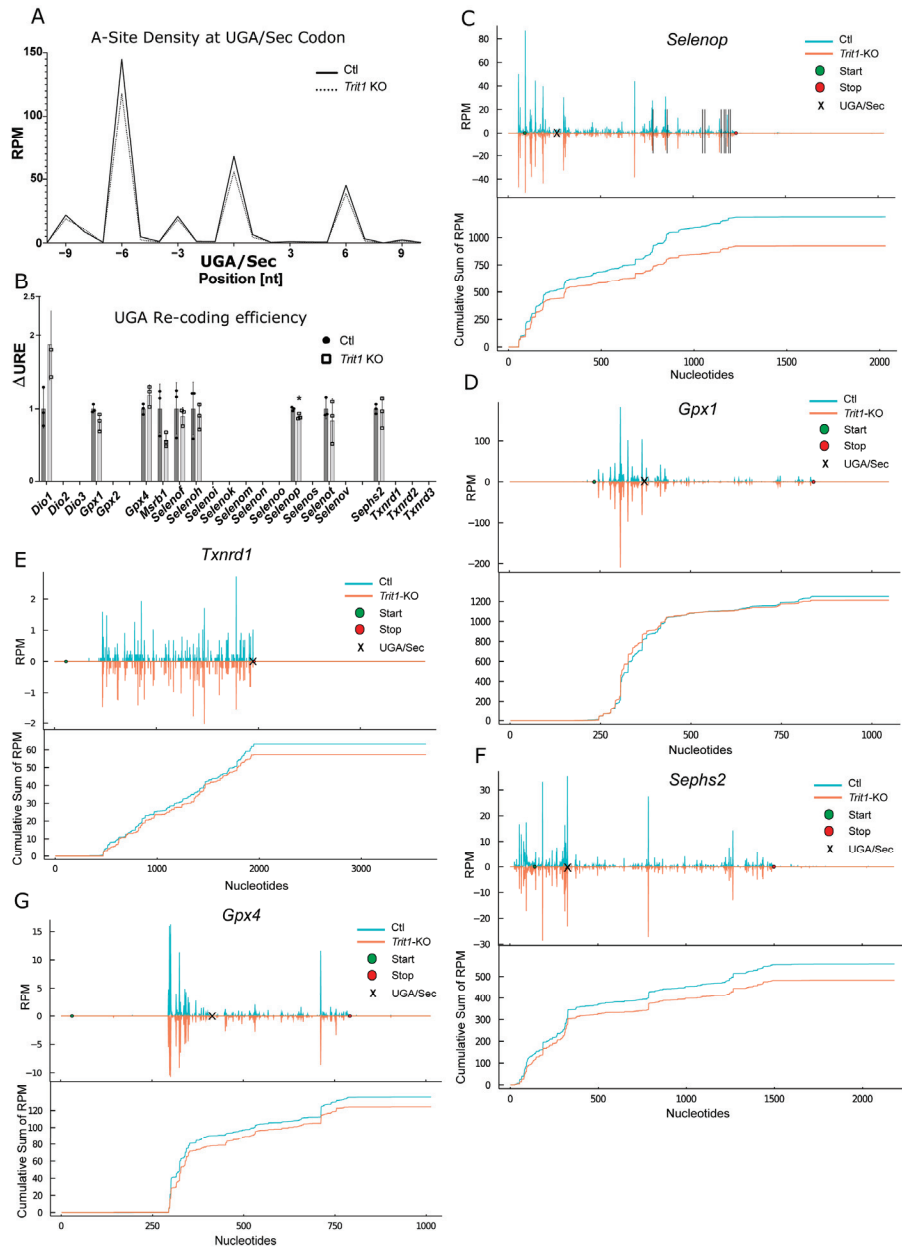 A
A-Site Density at UGA/Sec Codon
150
100
50
0
RPM
Ctl
Trit1 KO
−9
−6
−3
UGA/Sec
3
6
9
Position [nt]
B
UGA Re-coding efficiency
2.5
2
1
0
ΔURE
Ctl
Trit1 KO
*
Dio1
Dio2
Dio3
Gpx1
Gpx2
Gpx4
Msrb1
Selenof
Selenoh
Selenoi
Selenok
Selenom
Selenon
Selenoo
Selenop
Selenos
Selenot
Selenov
Sephs2
Txnrd1
Txnrd2
Txnrd3
C
Selenop
Ctl
Trit1-KO
Start
Stop
UGA/Sec
80
60
40
20
0
−20
−40
RPM
1000
750
500
250
0
Cumulative Sum of RPM
0
500
1000
1500
2000
Nucleotides
D
Gpx1
Ctl
Trit1-KO
Start
Stop
UGA/Sec
100
0
−100
−200
RPM
1200
1000
800
600
400
200
0
Cumulative Sum of RPM
0
250
500
750
1000
Nucleotides
E
Txnrd1
Ctl
Trit1-KO
Start
Stop
UGA/Sec
2
1
0
−1
−2
RPM
60
50
40
30
20
10
0
Cumulative Sum of RPM
0
1000
2000
3000
Nucleotides
F
Sephs2
Ctl
Trit1-KO
Start
Stop
UGA/Sec
30
20
10
0
−10
−20
−30
RPM
500
400
300
200
100
0
Cumulative Sum of RPM
0
500
1000
1500
2000
Nucleotides
G
Gpx4
Ctl
Trit1-KO
Start
Stop
UGA/Sec
15
10
5
0
−5
−10
RPM
120
100
80
60
40
20
0
Cumulative Sum of RPM
0
250
500
750
1000
Nucleotides